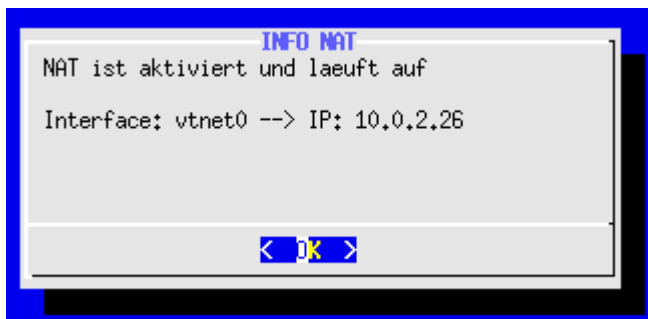 INFO NAT
NAT ist aktiviert und laeuft auf
Interface: vtnet0 --> IP: 10.0.2.26
< OK >